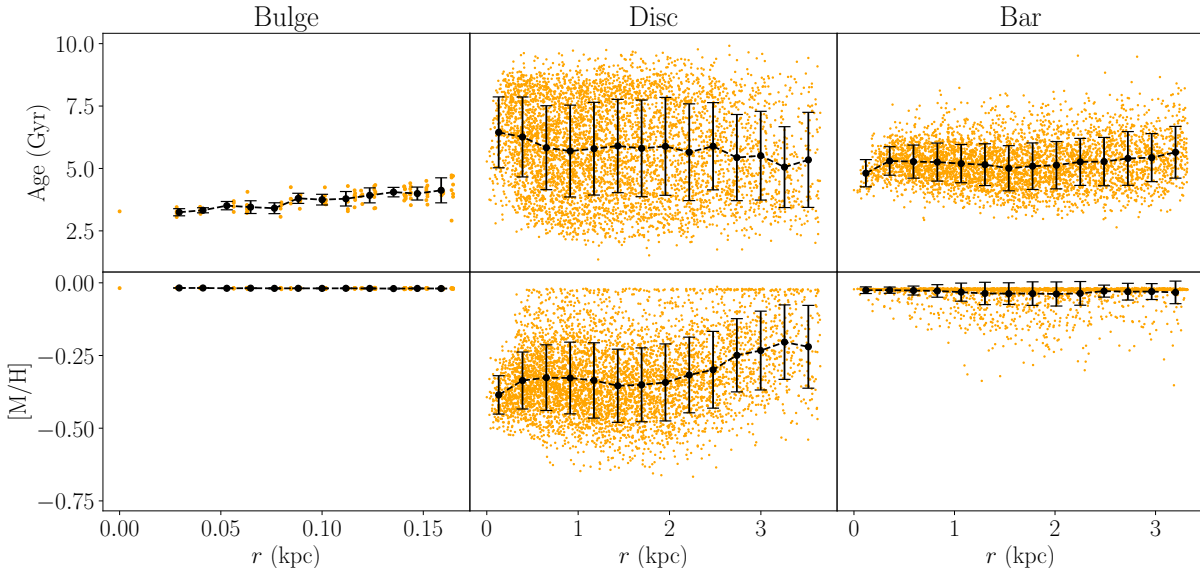 Bulge Disc Bar
10.0
7.5
5.0
2.5
Age (Gyr)
0.00
−0.25
−0.50
−0.75
[M/H]
0.00 0.05 0.10 0.15 0 1 2 3 0 1 2 3
r (kpc) r (kpc) r (kpc)